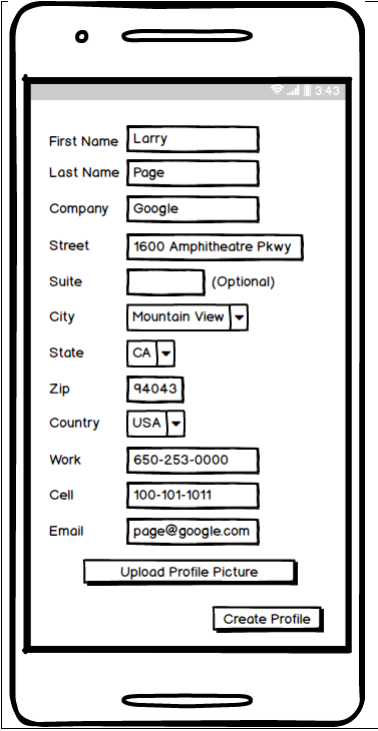 3:43
First Name Larry
Last Name Page
Company Google
Street 1600 Amphitheatre Pkwy
Suite (Optional)
City Mountain View
State CA
Zip 94043
Country USA
Work 650-253-0000
Cell 100-101-1011
Email page@google.com
Upload Profile Picture
Create Profile